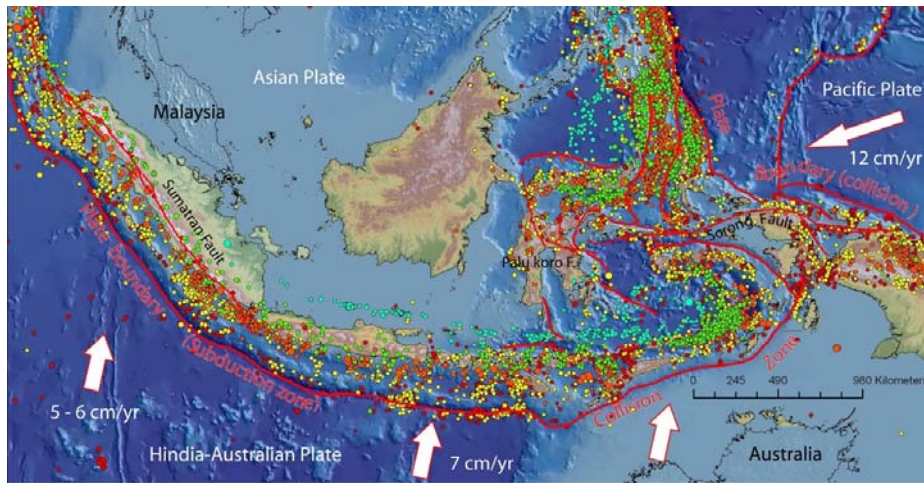 Asian Plate
Malaysia
Pacific Plate
12 cm/yr
Plate
Boundary (collision )
Sumatran Fault
Sorong Fault
Palu koro F.
Plate Boundary
(Subduction zone)
Zone
0 245 490 980 Kilometers
5 - 6 cm/yr
Collision
Hindia-Australian Plate
7 cm/yr
Australia